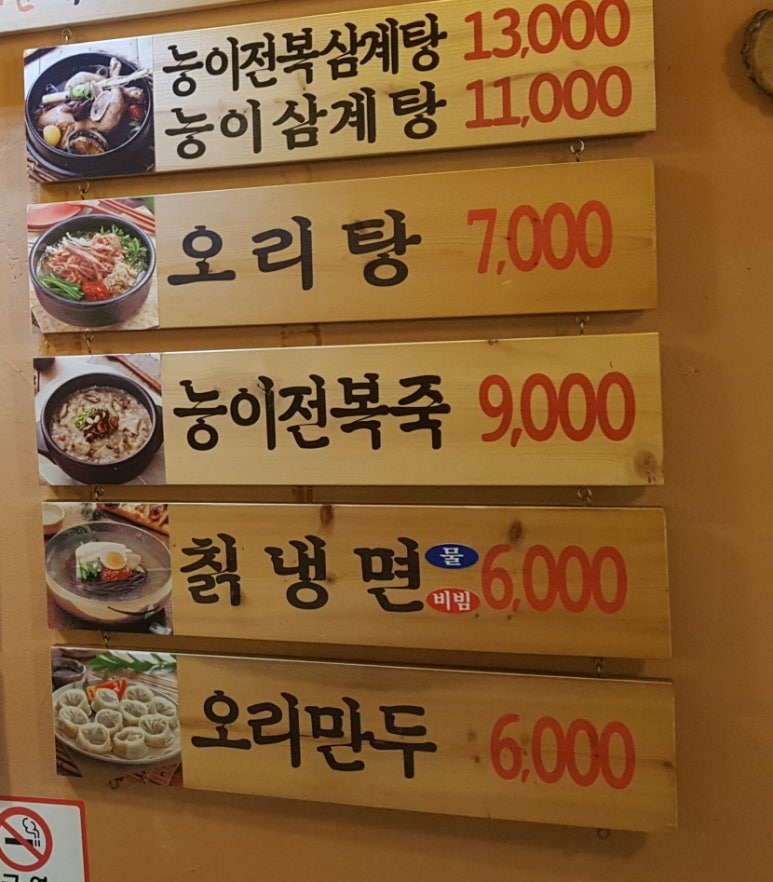 능이전복삼계탕 13,000
능이삼계탕 11,000
오리탕 7,000
능이전복죽 9,000
칡냉면 물 비빔 6,000
오리만두 6,000